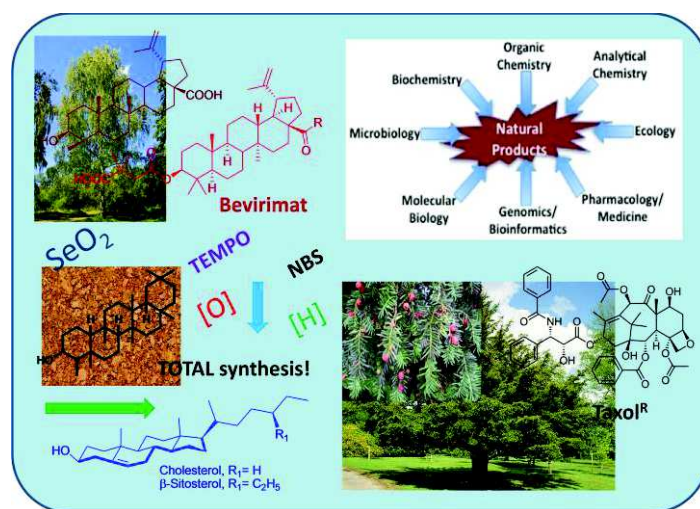 COOH
HO
H
H
R
O
HOOC
O
Bevirimat
Organic
Chemistry
Analytical
Chemistry
Biochemistry
Microbiology
Natural
Products
Ecology
Molecular
Biology
Genomics/
Bioinformatics
Pharmacology/
Medicine
SeO₂
TEMPO
NBS
[O]
[H]
HO
H
H
TOTAL synthesis!
HO
R₁
Cholesterol, R₁= H
β-Sitosterol, R₁= C₂H₅
O
NH
O
O
OH
O
O
O
OH
O
OH
O
O
O
O
Taxolᴿ